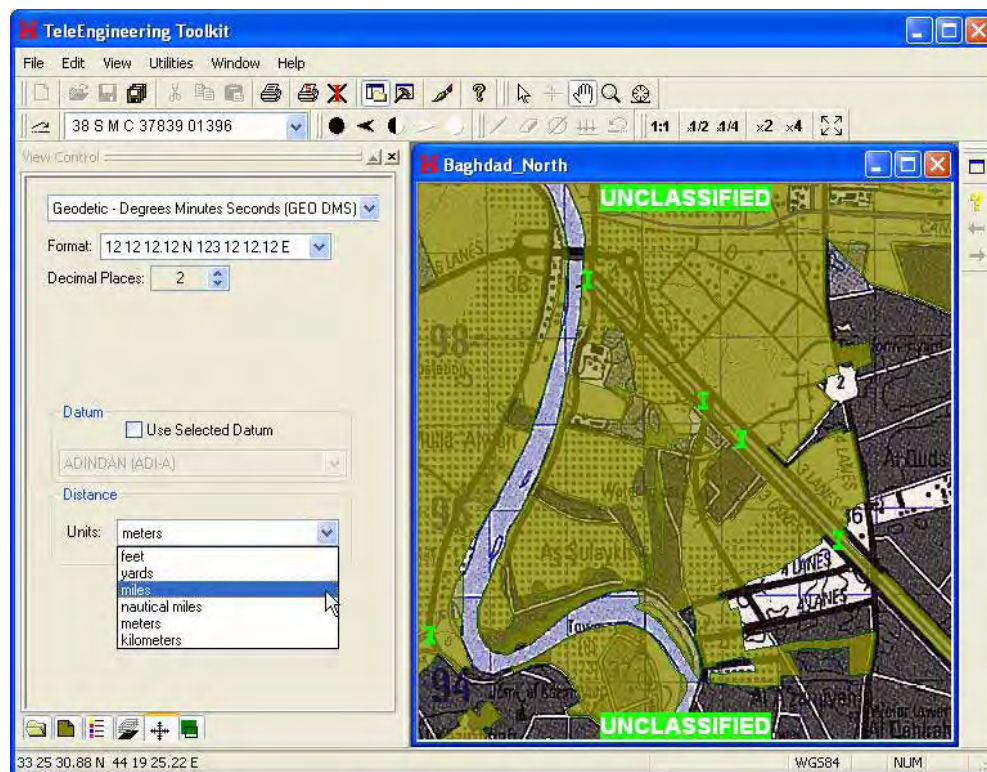 TeleEngineering Toolkit
File Edit View Utilities Window Help
38 S M C 37839 01396
1:1 1/2 1/4 x2 x4
View Control
Geodetic - Degrees Minutes Seconds (GEO DMS)
Format: 12 12 12.12 N 123 12 12.12 E
Decimal Places: 2
Datum
Use Selected Datum
ADINDAN (ADI-A)
Distance
Units: meters
feet
yards
miles
nautical miles
meters
kilometers
Baghdad_North
UNCLASSIFIED
6 LANES
36
98
2
LANES
36
4 LANES
4 LANES
94
UNCLASSIFIED
33 25 30.88 N 44 19 25.22 E
WGS84 NUM